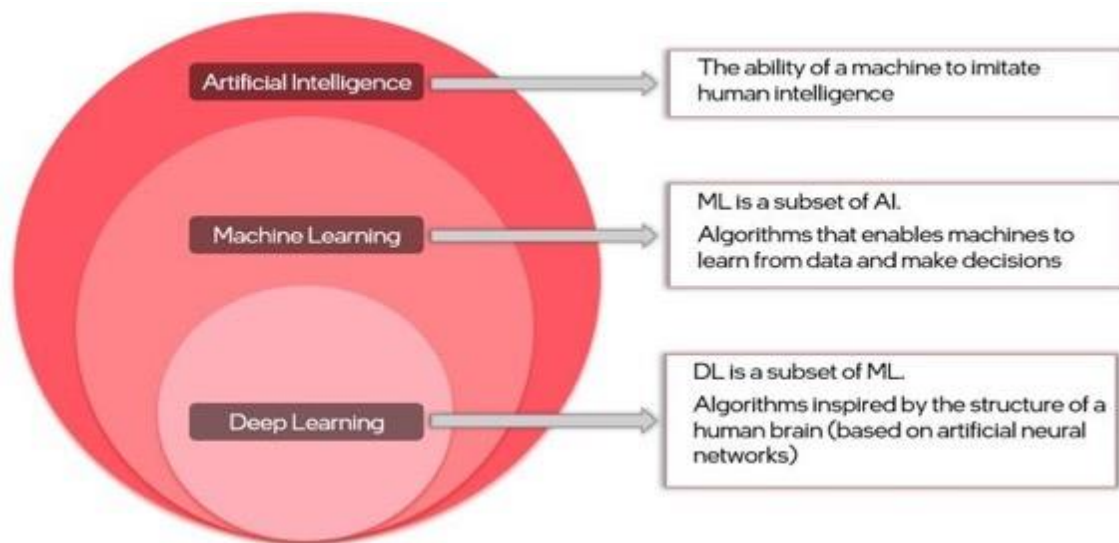 Artificial Intelligence
The ability of a machine to imitate
human intelligence
Machine Learning
ML is a subset of AI.
Algorithms that enables machines to
learn from data and make decisions
Deep Learning
DL is a subset of ML.
Algorithms inspired by the structure of a
human brain (based on artificial neural
networks)